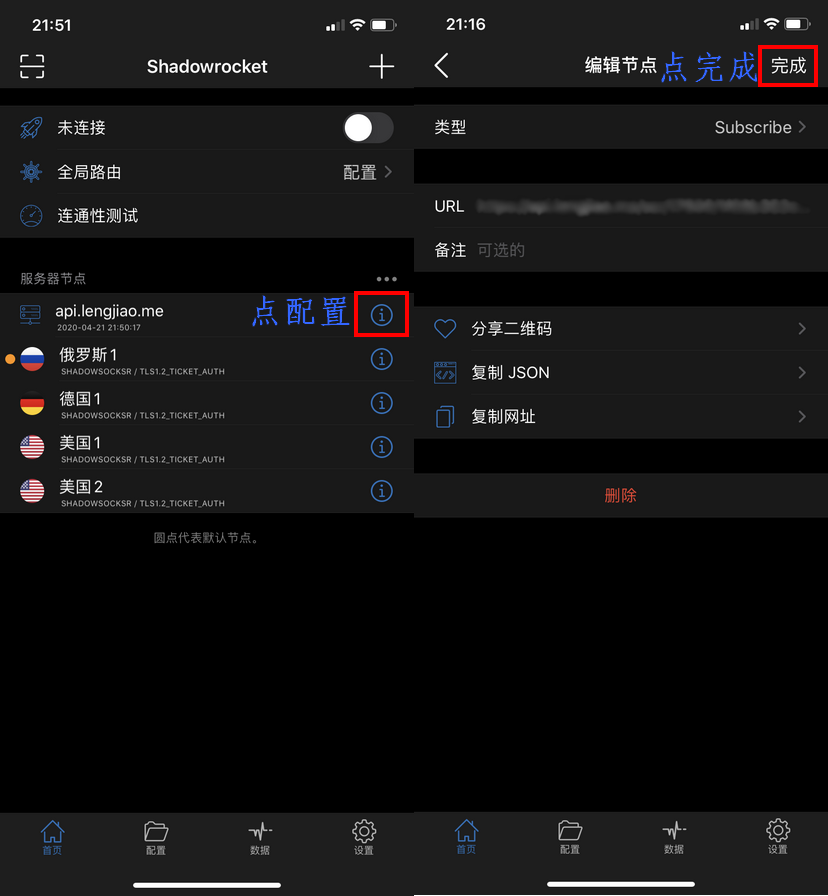 21:51
Shadowrocket
未连接
全局路由 配置
连通性测试
服务器节点
api.lengjiao.me
2020-04-21 21:50:17
点配置
俄罗斯1
SHADOWSOCKSR / TLS1.2_TICKET_AUTH
德国1
SHADOWSOCKSR / TLS1.2_TICKET_AUTH
美国1
SHADOWSOCKSR / TLS1.2_TICKET_AUTH
美国2
SHADOWSOCKSR / TLS1.2_TICKET_AUTH
圆点代表默认节点。
首页 配置 数据 设置
21:16
编辑节点 点完成 完成
类型 Subscribe
URL
备注 可选的
分享二维码
复制 JSON
复制网址
删除
首页 配置 数据 设置